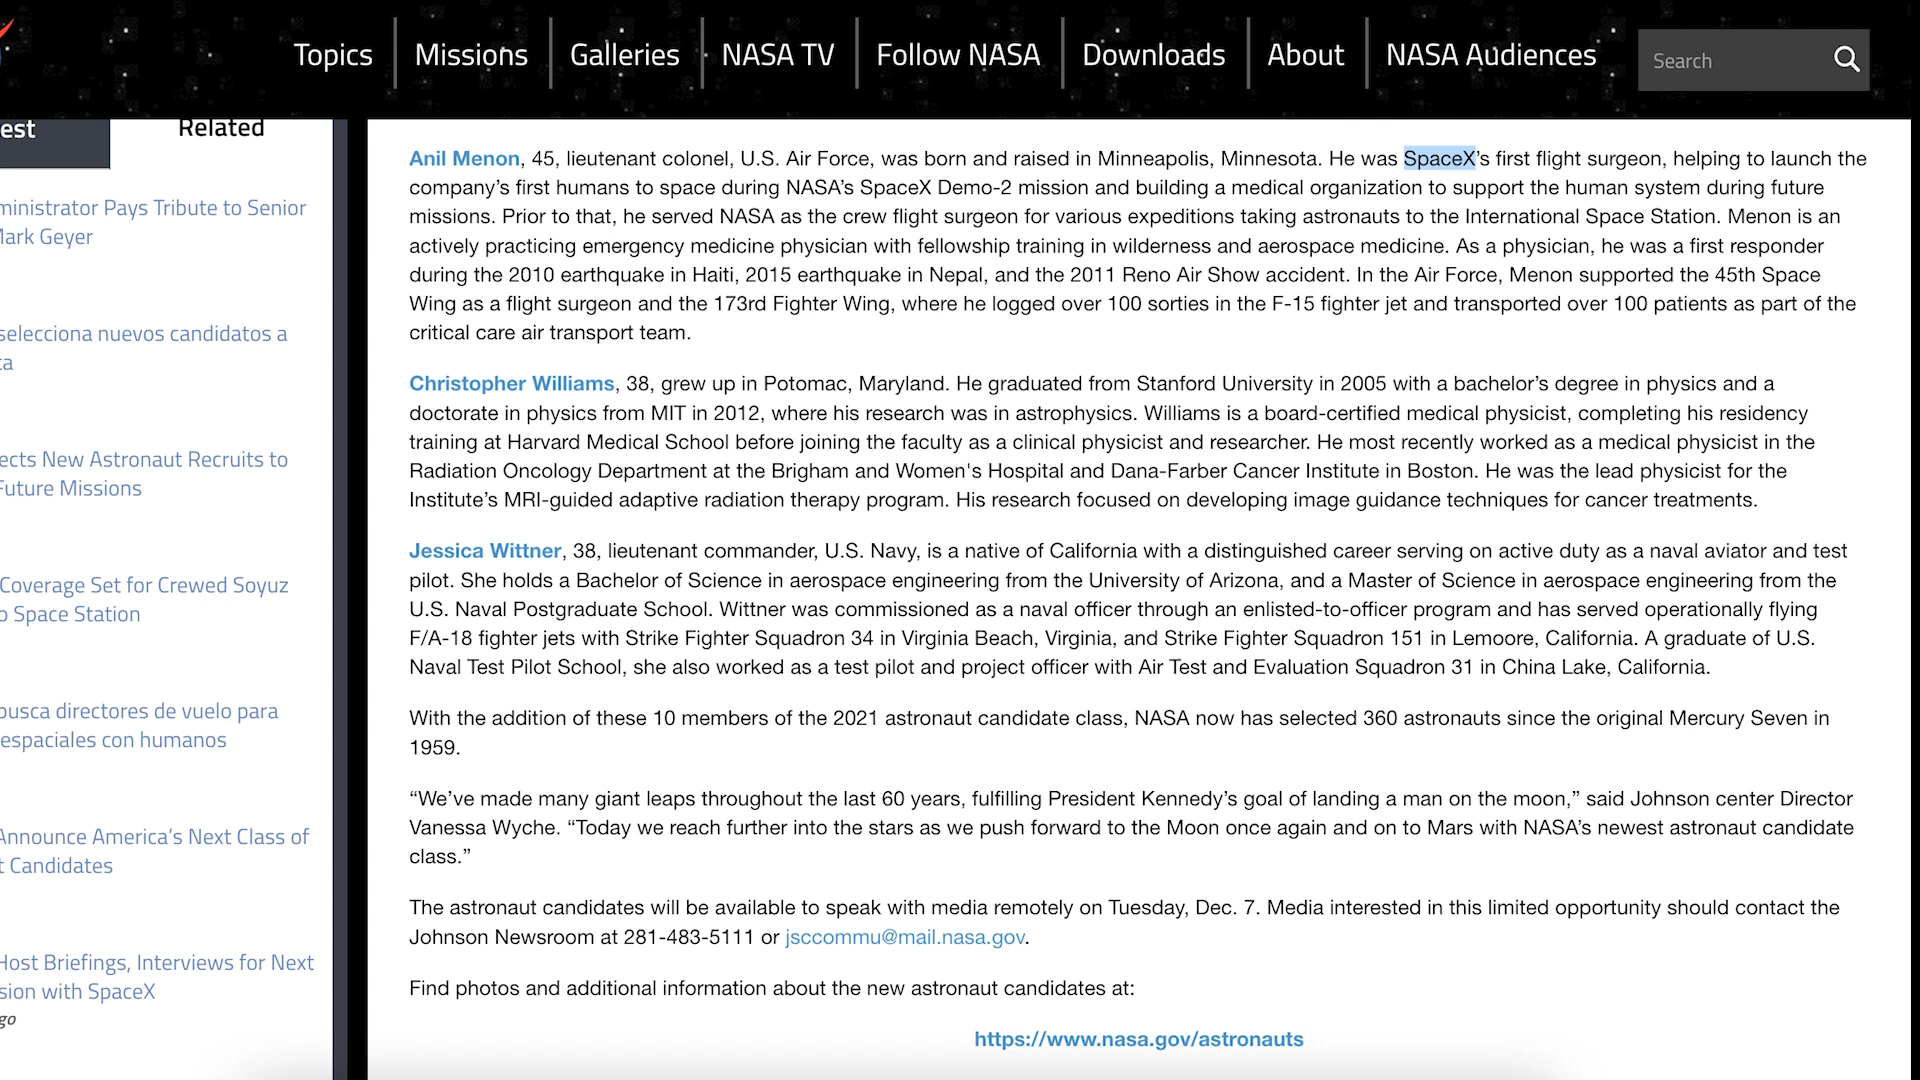 Topics
Missions
Galleries
NASA TV
Follow NASA
Downloads
About
NASA Audiences
Search
est
Related
ministrator Pays Tribute to Senior
Mark Geyer
selecciona nuevos candidatos a
ta
ects New Astronaut Recruits to
Future Missions
Coverage Set for Crewed Soyuz
o Space Station
busca directores de vuelo para
espaciales con humanos
Announce America’s Next Class of
t Candidates
Host Briefings, Interviews for Next
sion with SpaceX
go
Anil Menon, 45, lieutenant colonel, U.S. Air Force, was born and raised in Minneapolis, Minnesota. He was SpaceX’s first flight surgeon, helping to launch the
company’s first humans to space during NASA’s SpaceX Demo-2 mission and building a medical organization to support the human system during future
missions. Prior to that, he served NASA as the crew flight surgeon for various expeditions taking astronauts to the International Space Station. Menon is an
actively practicing emergency medicine physician with fellowship training in wilderness and aerospace medicine. As a physician, he was a first responder
during the 2010 earthquake in Haiti, 2015 earthquake in Nepal, and the 2011 Reno Air Show accident. In the Air Force, Menon supported the 45th Space
Wing as a flight surgeon and the 173rd Fighter Wing, where he logged over 100 sorties in the F-15 fighter jet and transported over 100 patients as part of the
critical care air transport team.
Christopher Williams, 38, grew up in Potomac, Maryland. He graduated from Stanford University in 2005 with a bachelor’s degree in physics and a
doctorate in physics from MIT in 2012, where his research was in astrophysics. Williams is a board-certified medical physicist, completing his residency
training at Harvard Medical School before joining the faculty as a clinical physicist and researcher. He most recently worked as a medical physicist in the
Radiation Oncology Department at the Brigham and Women's Hospital and Dana-Farber Cancer Institute in Boston. He was the lead physicist for the
Institute’s MRI-guided adaptive radiation therapy program. His research focused on developing image guidance techniques for cancer treatments.
Jessica Wittner, 38, lieutenant commander, U.S. Navy, is a native of California with a distinguished career serving on active duty as a naval aviator and test
pilot. She holds a Bachelor of Science in aerospace engineering from the University of Arizona, and a Master of Science in aerospace engineering from the
U.S. Naval Postgraduate School. Wittner was commissioned as a naval officer through an enlisted-to-officer program and has served operationally flying
F/A-18 fighter jets with Strike Fighter Squadron 34 in Virginia Beach, Virginia, and Strike Fighter Squadron 151 in Lemoore, California. A graduate of U.S.
Naval Test Pilot School, she also worked as a test pilot and project officer with Air Test and Evaluation Squadron 31 in China Lake, California.
With the addition of these 10 members of the 2021 astronaut candidate class, NASA now has selected 360 astronauts since the original Mercury Seven in
1959.
“We’ve made many giant leaps throughout the last 60 years, fulfilling President Kennedy’s goal of landing a man on the moon,” said Johnson center Director
Vanessa Wyche. “Today we reach further into the stars as we push forward to the Moon once again and on to Mars with NASA’s newest astronaut candidate
class.”
The astronaut candidates will be available to speak with media remotely on Tuesday, Dec. 7. Media interested in this limited opportunity should contact the
Johnson Newsroom at 281-483-5111 or jsccommu@mail.nasa.gov.
Find photos and additional information about the new astronaut candidates at:
https://www.nasa.gov/astronauts